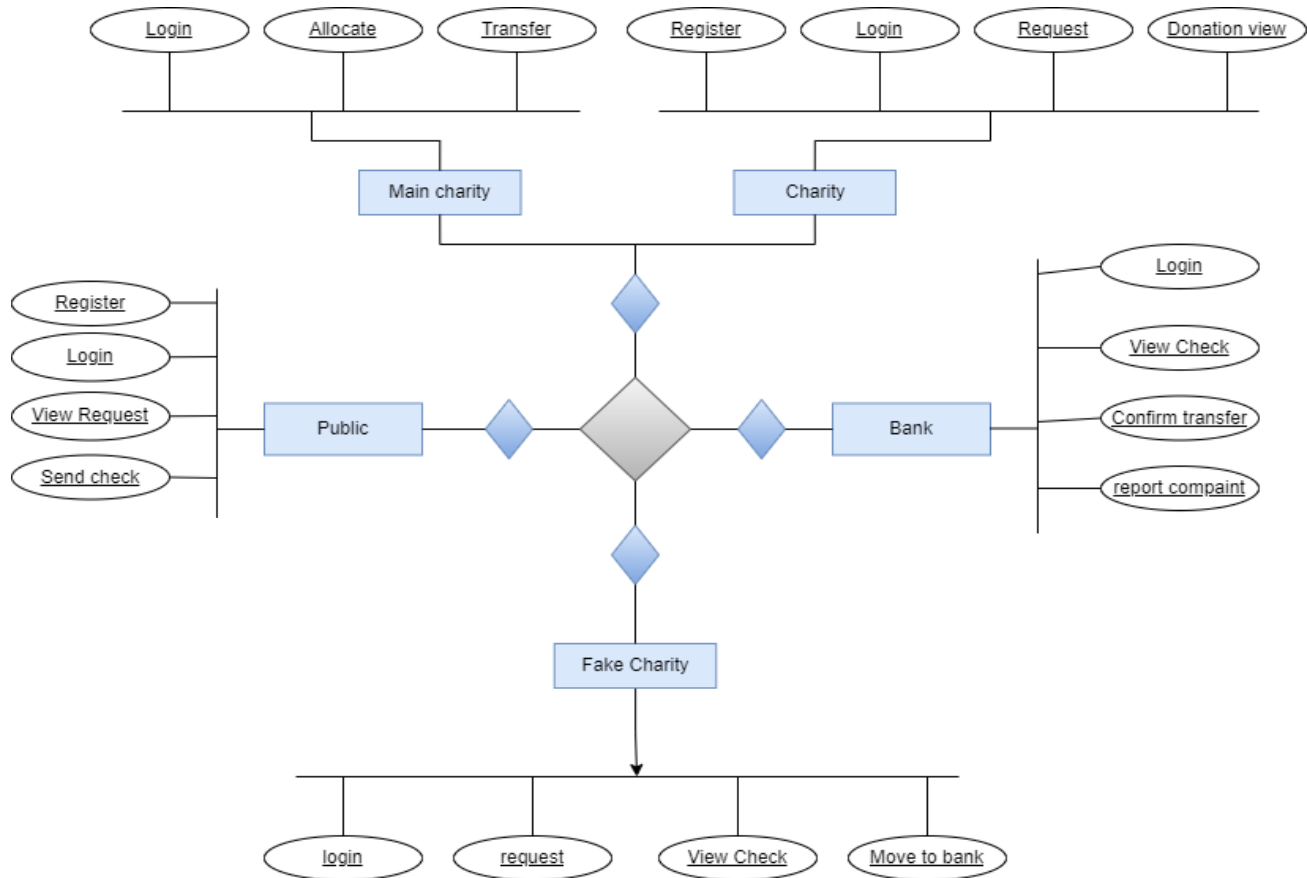 Login
Allocate
Transfer
Register
Login
Request
Donation view
Main charity
Charity
Register
Login
View Request
Send check
Public
Bank
Login
View Check
Confirm transfer
report compaint
Fake Charity
login
request
View Check
Move to bank